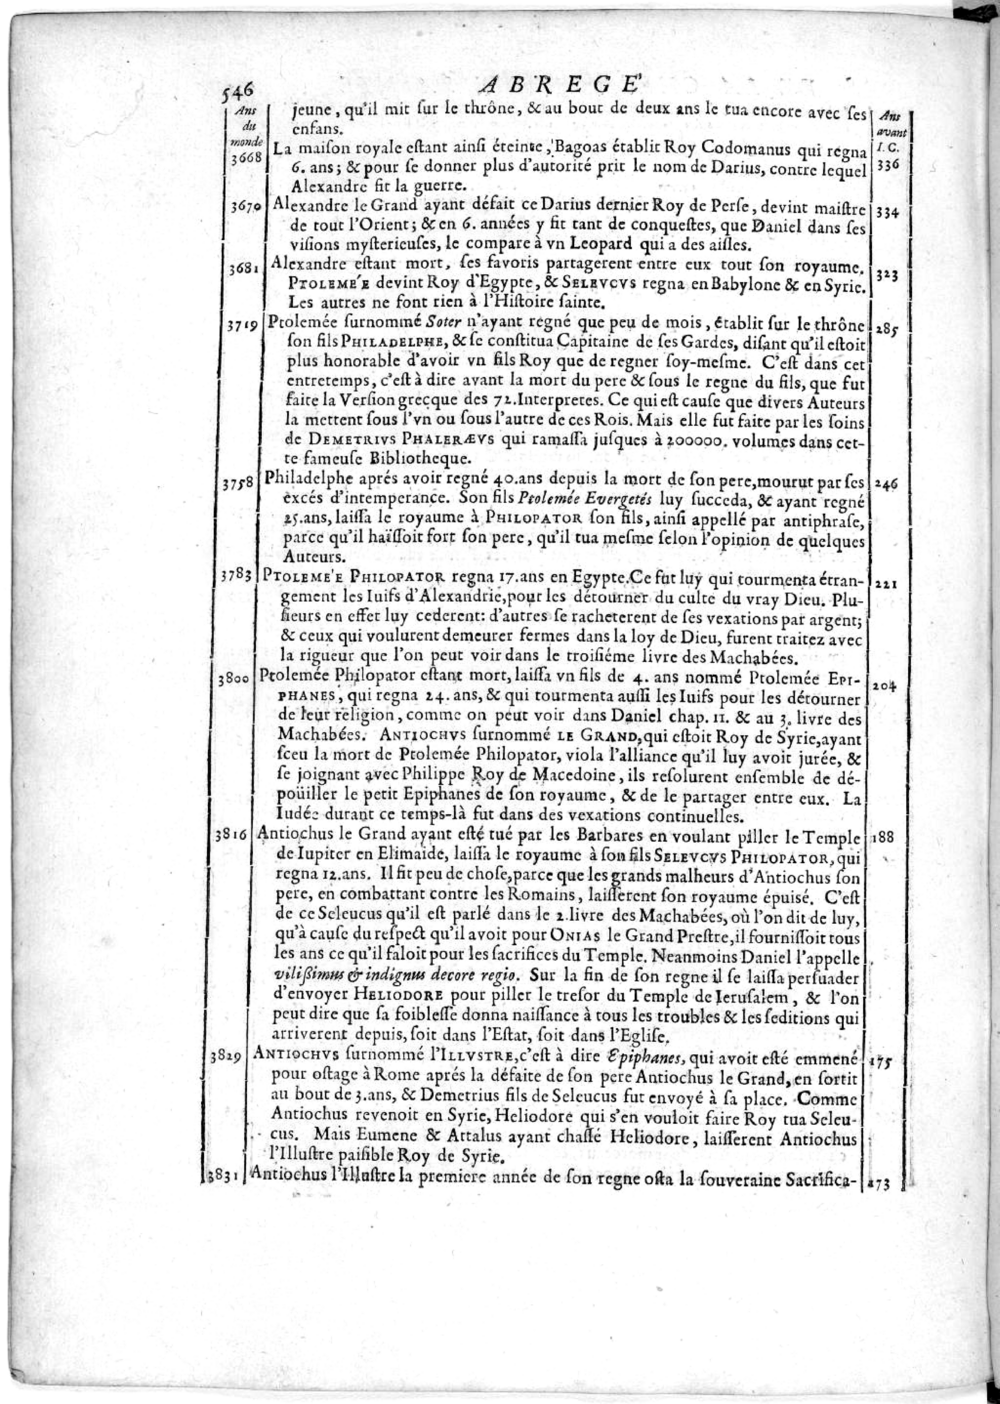 546 ABREGÉ
Ans du monde
Ans avant I. C.
jeune, qu'il mit ſur le thrône, & au bout de deux ans le tua encore avec ſes
enfans.
3668 La maiſon royale eſtant ainſi éteinte, Bagoas établit Roy Codomanus qui regna 336
6. ans; & pour ſe donner plus d'autorité prit le nom de Darius, contre lequel
Alexandre fit la guerre.
3670 Alexandre le Grand ayant défait ce Darius dernier Roy de Perſe, devint maiſtre 334
de tout l'Orient; & en 6. années y fit tant de conqueſtes, que Daniel dans ſes
viſions myſterieuſes, le compare à vn Leopard qui a des aiſles.
3681 Alexandre eſtant mort, ſes favoris partagerent entre eux tout ſon royaume. 323
PTOLEME'E devint Roy d'Egypte, & SELEVCVS regna en Babylone & en Syrie.
Les autres ne font rien à l'Hiſtoire ſainte.
3719 Ptolemée ſurnommé Soter n'ayant regné que peu de mois, établit ſur le thrône 285
ſon fils PHILADELPHE, & ſe conſtitua Capitaine de ſes Gardes, diſant qu'il eſtoit
plus honorable d'avoir vn fils Roy que de regner ſoy-meſme. C'eſt dans cet
entretemps, c'eſt à dire avant la mort du pere & ſous le regne du fils, que fut
faite la Verſion grecque des 72. Interpretes. Ce qui eſt cauſe que divers Auteurs
la mettent ſous l'vn ou ſous l'autre de ces Rois. Mais elle fut faite par les ſoins
de DEMETRIVS PHALERÆVS qui ramaſſa juſques à 200000. volumes dans cet-
te fameuſe Bibliotheque.
3758 Philadelphe aprés avoir regné 40. ans depuis la mort de ſon pere, mourut par ſes 246
excés d'intemperance. Son fils Ptolemée Evergetés luy ſucceda, & ayant regné
25. ans, laiſſa le royaume à PHILOPATOR ſon fils, ainſi appellé par antiphraſe,
parce qu'il haïſſoit fort ſon pere, qu'il tua meſme ſelon l'opinion de quelques
Auteurs.
3783 PTOLEME'E PHILOPATOR regna 17. ans en Egypte. Ce fut luy qui tourmenta étran- 221
gement les Iuifs d'Alexandrie, pour les détourner du culte du vray Dieu. Plu-
ſieurs en effet luy cederent: d'autres ſe racheterent de ſes vexations par argent;
& ceux qui voulurent demeurer fermes dans la loy de Dieu, furent traitez avec
la rigueur que l'on peut voir dans le troiſiéme livre des Machabées.
3800 Ptolemée Philopator eſtant mort, laiſſa vn fils de 4. ans nommé Ptolemée EPI- 204
PHANES, qui regna 24. ans, & qui tourmenta auſſi les Iuifs pour les détourner
de leur religion, comme on peut voir dans Daniel chap. 11. & au 3. livre des
Machabées. ANTIOCHVS ſurnommé LE GRAND, qui eſtoit Roy de Syrie, ayant
ſceu la mort de Ptolemée Philopator, viola l'alliance qu'il luy avoit jurée, &
ſe joignant avec Philippe Roy de Macedoine, ils reſolurent enſemble de dé-
poüiller le petit Epiphanes de ſon royaume, & de le partager entre eux. La
Iudée durant ce temps-là fut dans des vexations continuelles.
3816 Antiochus le Grand ayant eſté tué par les Barbares en voulant piller le Temple 188
de Iupiter en Elimaïde, laiſſa le royaume à ſon fils SELEVCVS PHILOPATOR, qui
regna 12. ans. Il fit peu de choſe, parce que les grands malheurs d'Antiochus ſon
pere, en combattant contre les Romains, laiſſerent ſon royaume épuiſé. C'eſt
de ce Seleucus qu'il eſt parlé dans le 2. livre des Machabées, où l'on dit de luy,
qu'à cauſe du reſpect qu'il avoit pour ONIAS le Grand Preſtre, il fourniſſoit tous
les ans ce qu'il faloit pour les ſacrifices du Temple. Neanmoins Daniel l'appelle
viliſſimus & indignus decore regio. Sur la fin de ſon regne il ſe laiſſa perſuader
d'envoyer HELIODORE pour piller le treſor du Temple de Ieruſalem, & l'on
peut dire que ſa foibleſſe donna naiſſance à tous les troubles & les ſeditions qui
arriverent depuis, ſoit dans l'Eſtat, ſoit dans l'Egliſe.
3829 ANTIOCHVS ſurnommé l'ILLVSTRE, c'eſt à dire Epiphanes, qui avoit eſté emmené 175
pour oſtage à Rome aprés la défaite de ſon pere Antiochus le Grand, en ſortit
au bout de 3. ans, & Demetrius fils de Seleucus fut envoyé à ſa place. Comme
Antiochus revenoit en Syrie, Heliodore qui s'en vouloit faire Roy tua Seleu-
cus. Mais Eumene & Attalus ayant chaſſé Heliodore, laiſſerent Antiochus
l'Illuſtre paiſible Roy de Syrie.
3831 Antiochus l'Illuſtre la premiere année de ſon regne oſta la ſouveraine Sacrifica- 173